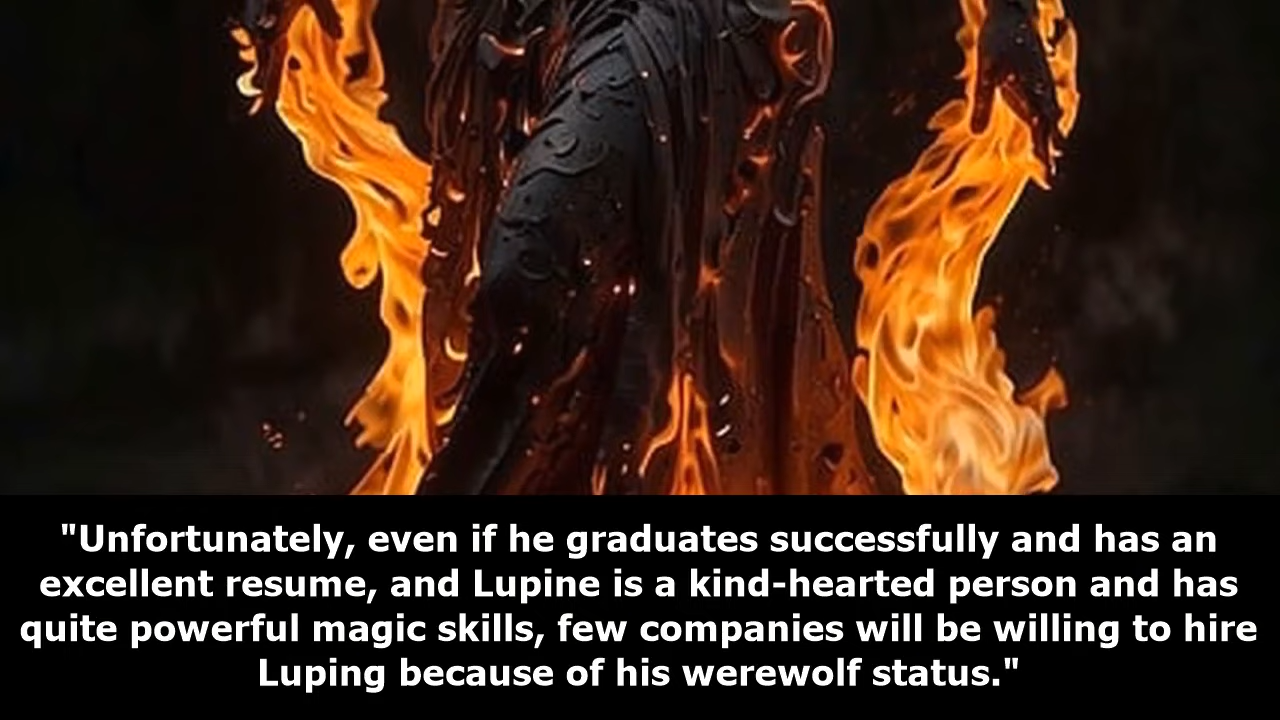 "Unfortunately, even if he graduates successfully and has an
excellent resume, and Lupine is a kind-hearted person and has
quite powerful magic skills, few companies will be willing to hire
Luping because of his werewolf status."